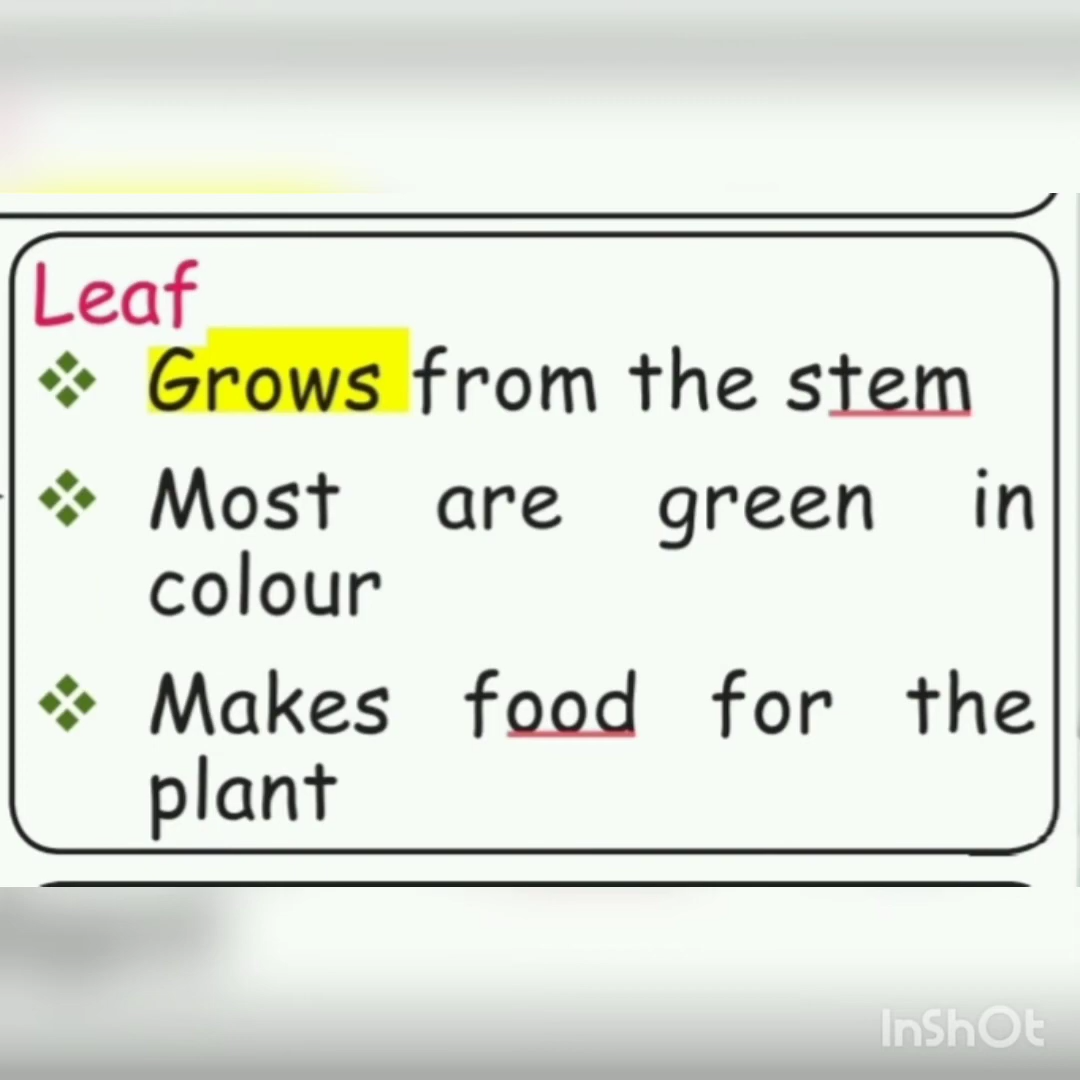 Leaf
Grows from the stem
Most are green in
colour
Makes food for the
plant
InShOt